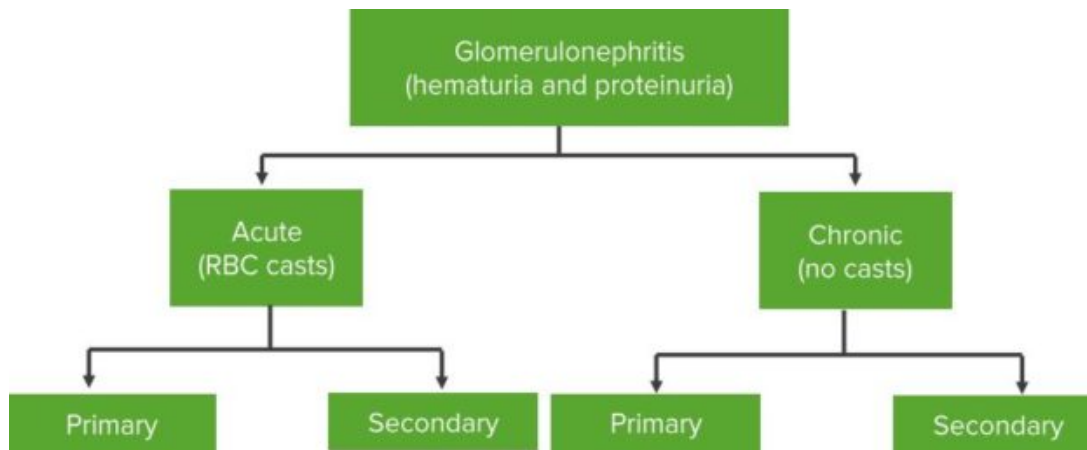 Glomerulonephritis
(hematuria and proteinuria)
Acute
(RBC casts)
Chronic
(no casts)
Primary
Secondary
Primary
Secondary